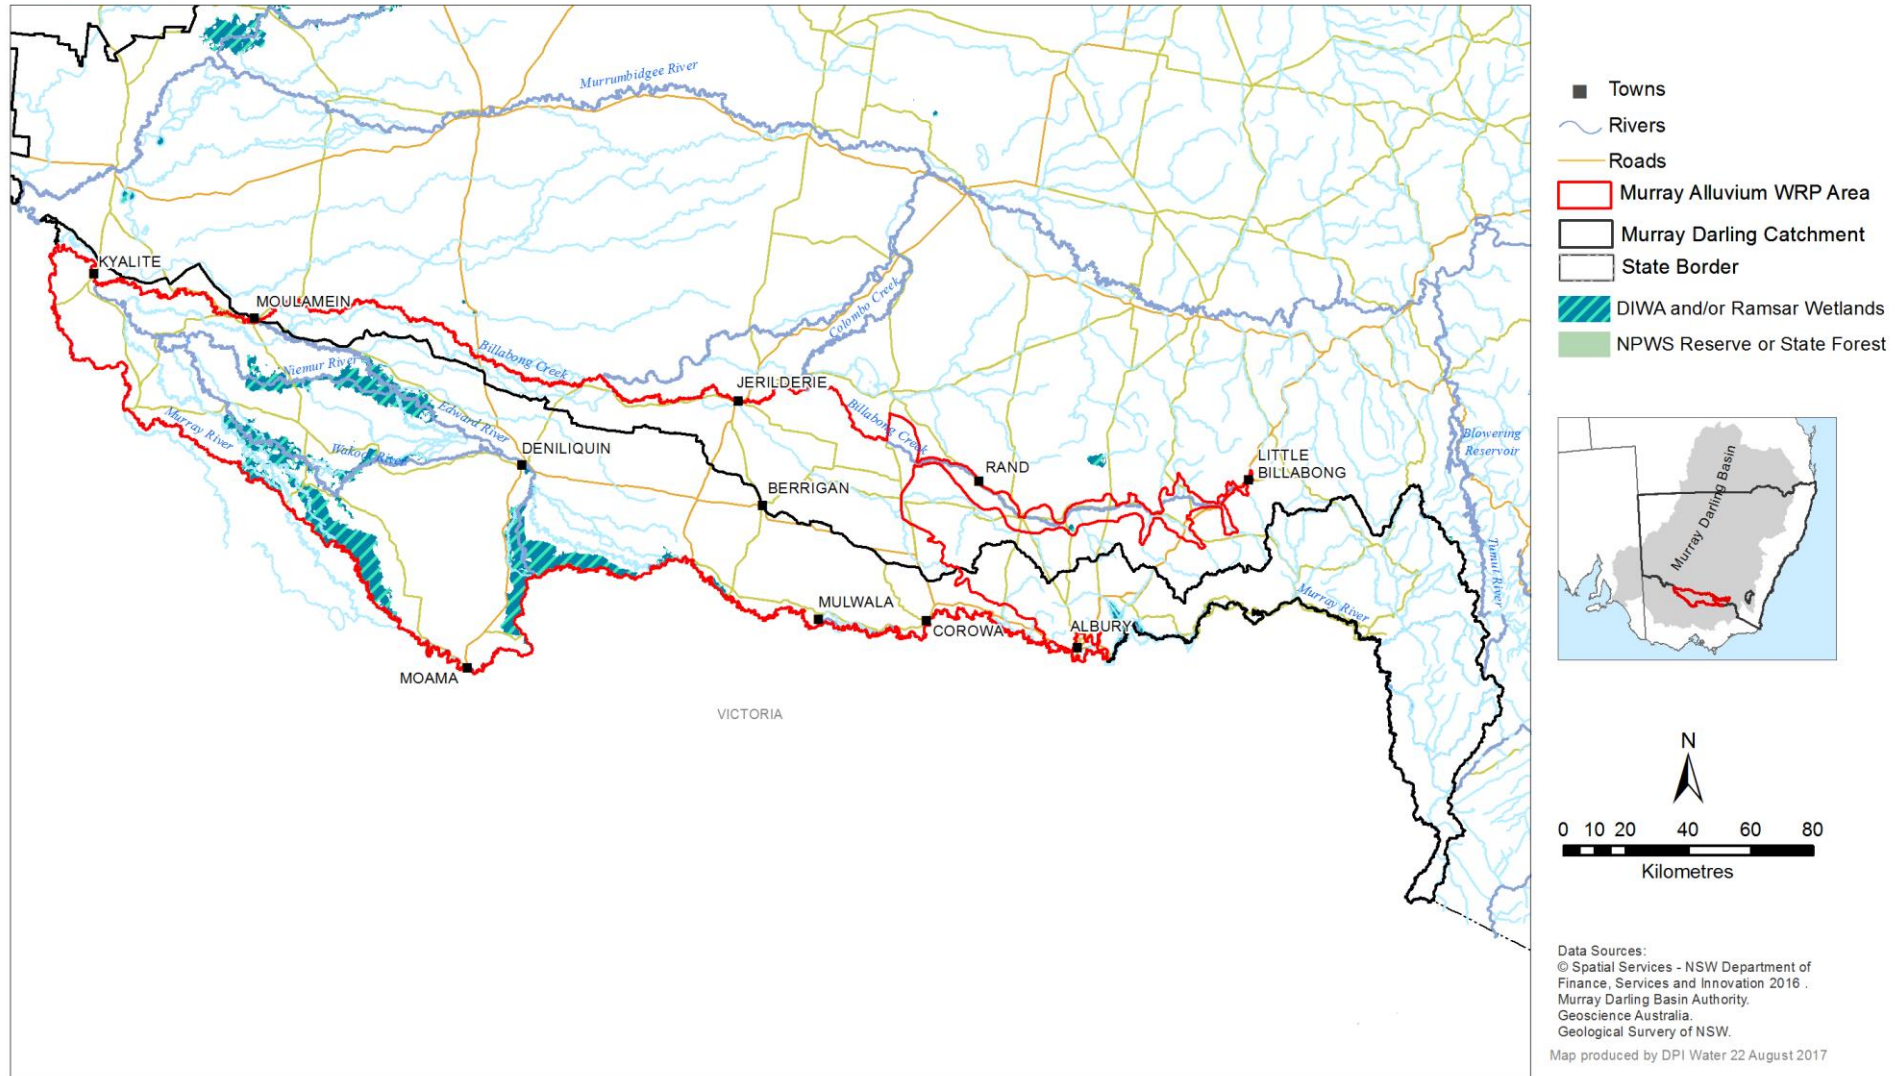 Murrumbidgee River
KYALITE
MOULAMEIN
Colombo Creek
Billabong Creek
Niemur River
JERILDERIE
Edward River
Murray River
Billabong Creek
Wakool River
DENILIQUIN
RAND
LITTLE
BILLABONG
Blowering
Reservoir
BERRIGAN
Tumut River
MULWALA
COROWA
ALBURY
Murray River
MOAMA
VICTORIA
Towns
Rivers
Roads
Murray Alluvium WRP Area
Murray Darling Catchment
State Border
DIWA and/or Ramsar Wetlands
NPWS Reserve or State Forest
Murray Darling Basin
N
0 10 20 40 60 80
Kilometres
Data Sources:
© Spatial Services - NSW Department of
Finance, Services and Innovation 2016 .
Murray Darling Basin Authority.
Geoscience Australia.
Geological Survery of NSW.
Map produced by DPI Water 22 August 2017